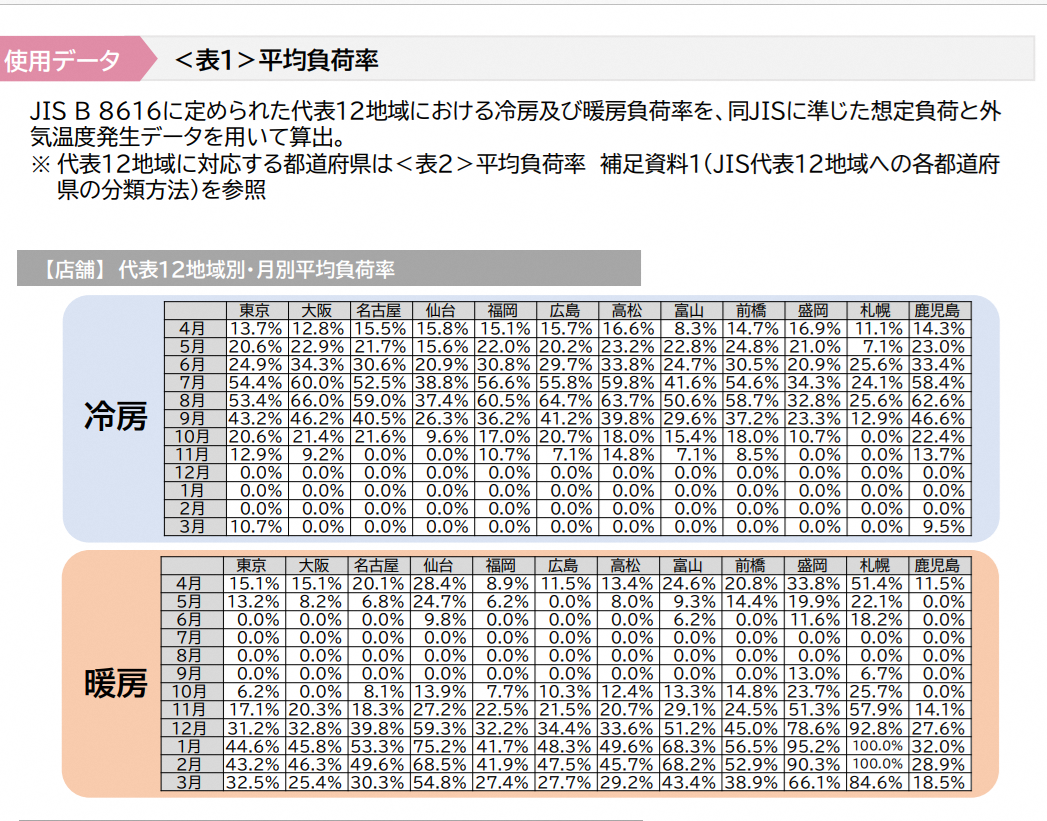 使用データ ＜表1＞平均負荷率
JIS B 8616に定められた代表12地域における冷房及び暖房負荷率を、同JISに準じた想定負荷と外
気温度発生データを用いて算出。
※ 代表12地域に対応する都道府県は＜表2＞平均負荷率 補足資料1（JIS代表12地域への各都道府
県の分類方法）を参照
【店舗】 代表12地域別・月別平均負荷率
冷房
東京 大阪 名古屋 仙台 福岡 広島 高松 富山 前橋 盛岡 札幌 鹿児島
4月 13.7% 12.8% 15.5% 15.8% 15.1% 15.7% 16.6% 8.3% 14.7% 16.9% 11.1% 14.3%
5月 20.6% 22.9% 21.7% 15.6% 22.0% 20.2% 23.2% 22.8% 24.8% 21.0% 7.1% 23.0%
6月 24.9% 34.3% 30.6% 20.9% 30.8% 29.7% 33.8% 24.7% 30.5% 20.9% 25.6% 33.4%
7月 54.4% 60.0% 52.5% 38.8% 56.6% 55.8% 59.8% 41.6% 54.6% 34.3% 24.1% 58.4%
8月 53.4% 66.0% 59.0% 37.4% 60.5% 64.7% 63.7% 50.6% 58.7% 32.8% 25.6% 62.6%
9月 43.2% 46.2% 40.5% 26.3% 36.2% 41.2% 39.8% 29.6% 37.2% 23.3% 12.9% 46.6%
10月 20.6% 21.4% 21.6% 9.6% 17.0% 20.7% 18.0% 15.4% 18.0% 10.7% 0.0% 22.4%
11月 12.9% 9.2% 0.0% 0.0% 10.7% 7.1% 14.8% 7.1% 8.5% 0.0% 0.0% 13.7%
12月 0.0% 0.0% 0.0% 0.0% 0.0% 0.0% 0.0% 0.0% 0.0% 0.0% 0.0% 0.0%
1月 0.0% 0.0% 0.0% 0.0% 0.0% 0.0% 0.0% 0.0% 0.0% 0.0% 0.0% 0.0%
2月 0.0% 0.0% 0.0% 0.0% 0.0% 0.0% 0.0% 0.0% 0.0% 0.0% 0.0% 0.0%
3月 10.7% 0.0% 0.0% 0.0% 0.0% 0.0% 0.0% 0.0% 0.0% 0.0% 0.0% 9.5%
暖房
東京 大阪 名古屋 仙台 福岡 広島 高松 富山 前橋 盛岡 札幌 鹿児島
4月 15.1% 15.1% 20.1% 28.4% 8.9% 11.5% 13.4% 24.6% 20.8% 33.8% 51.4% 11.5%
5月 13.2% 8.2% 6.8% 24.7% 6.2% 0.0% 8.0% 9.3% 14.4% 19.9% 22.1% 0.0%
6月 0.0% 0.0% 0.0% 9.8% 0.0% 0.0% 0.0% 6.2% 0.0% 11.6% 18.2% 0.0%
7月 0.0% 0.0% 0.0% 0.0% 0.0% 0.0% 0.0% 0.0% 0.0% 0.0% 0.0% 0.0%
8月 0.0% 0.0% 0.0% 0.0% 0.0% 0.0% 0.0% 0.0% 0.0% 0.0% 0.0% 0.0%
9月 0.0% 0.0% 0.0% 0.0% 0.0% 0.0% 0.0% 0.0% 0.0% 13.0% 6.7% 0.0%
10月 6.2% 0.0% 8.1% 13.9% 7.7% 10.3% 12.4% 13.3% 14.8% 23.7% 25.7% 0.0%
11月 17.1% 20.3% 18.3% 27.2% 22.5% 21.5% 20.7% 29.1% 24.5% 51.3% 57.9% 14.1%
12月 31.2% 32.8% 39.8% 59.3% 32.2% 34.4% 33.6% 51.2% 45.0% 78.6% 92.8% 27.6%
1月 44.6% 45.8% 53.3% 75.2% 41.7% 48.3% 49.6% 68.3% 56.5% 95.2% 100.0% 32.0%
2月 43.2% 46.3% 49.6% 68.5% 41.9% 47.5% 45.7% 68.2% 52.9% 90.3% 100.0% 28.9%
3月 32.5% 25.4% 30.3% 54.8% 27.4% 27.7% 29.2% 43.4% 38.9% 66.1% 84.6% 18.5%